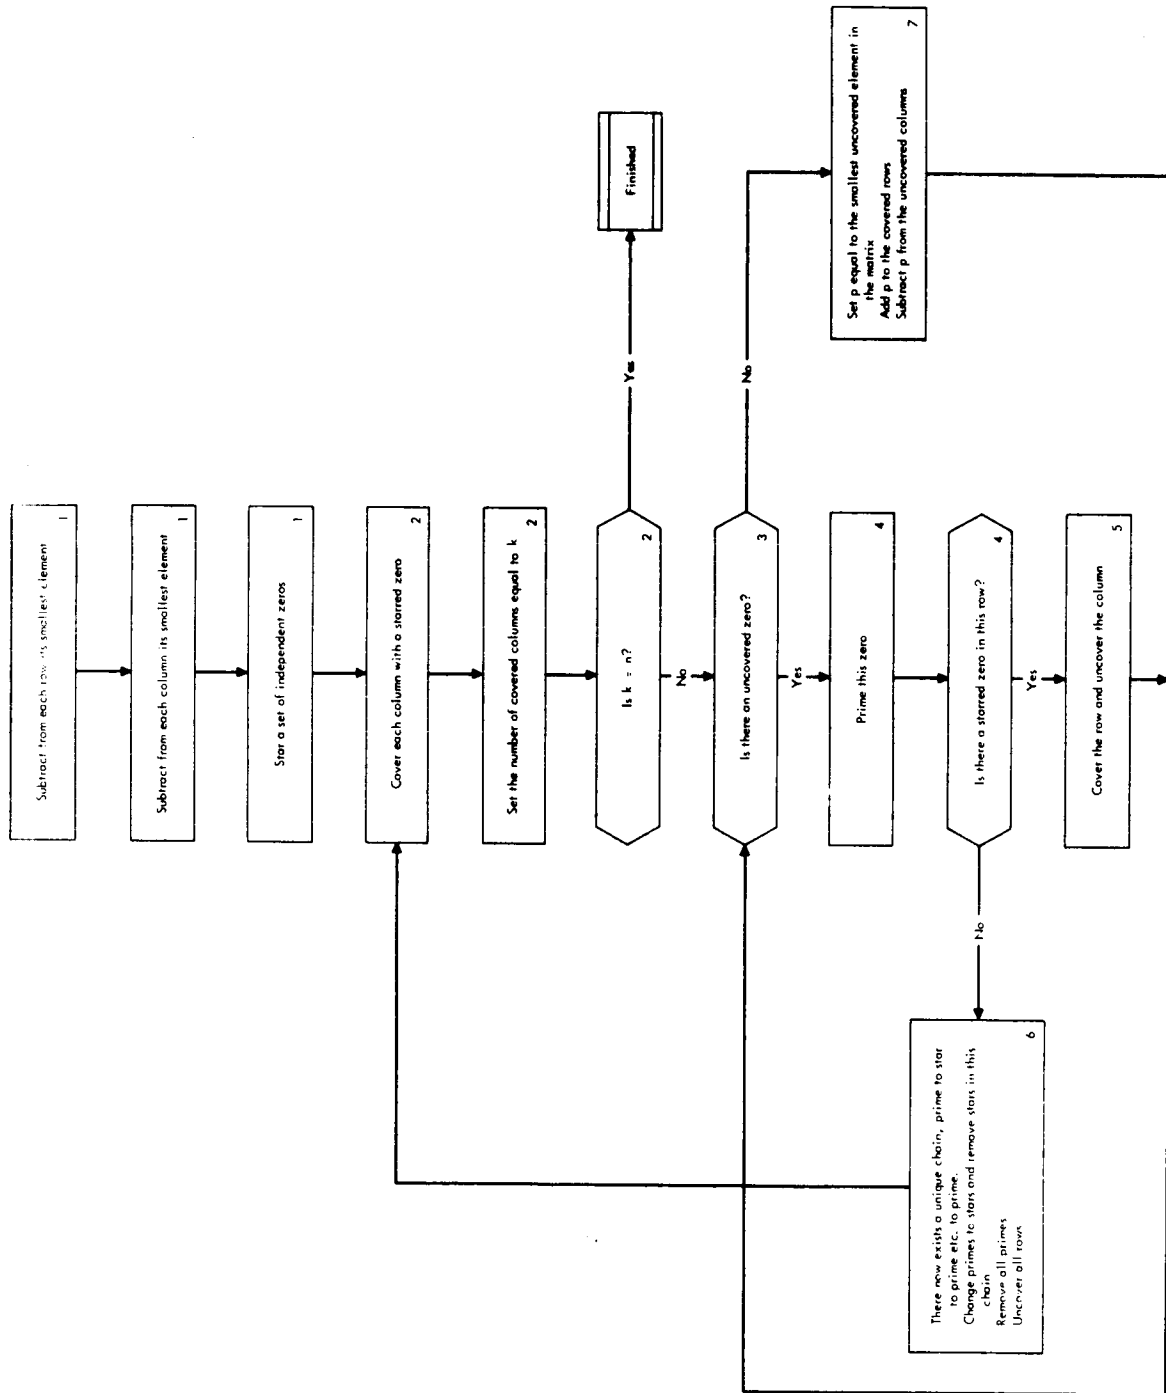 Subtract from each row its smallest element
1
Subtract from each column its smallest element
1
Star a set of independent zeros
1
Cover each column with a starred zero
2
Set the number of covered columns equal to k
2
Is k = n?
2
Yes
Finished
No
Is there an uncovered zero?
3
No
Set p equal to the smallest uncovered element in
the matrix
Add p to the covered rows
Subtract p from the uncovered columns
7
Yes
Prime this zero
4
Is there a starred zero in this row?
4
No
There now exists a unique chain, prime to star
to prime etc. to prime.
Change primes to stars and remove stars in this
chain
Remove all primes
Uncover all rows
6
Yes
Cover the row and uncover the column
5